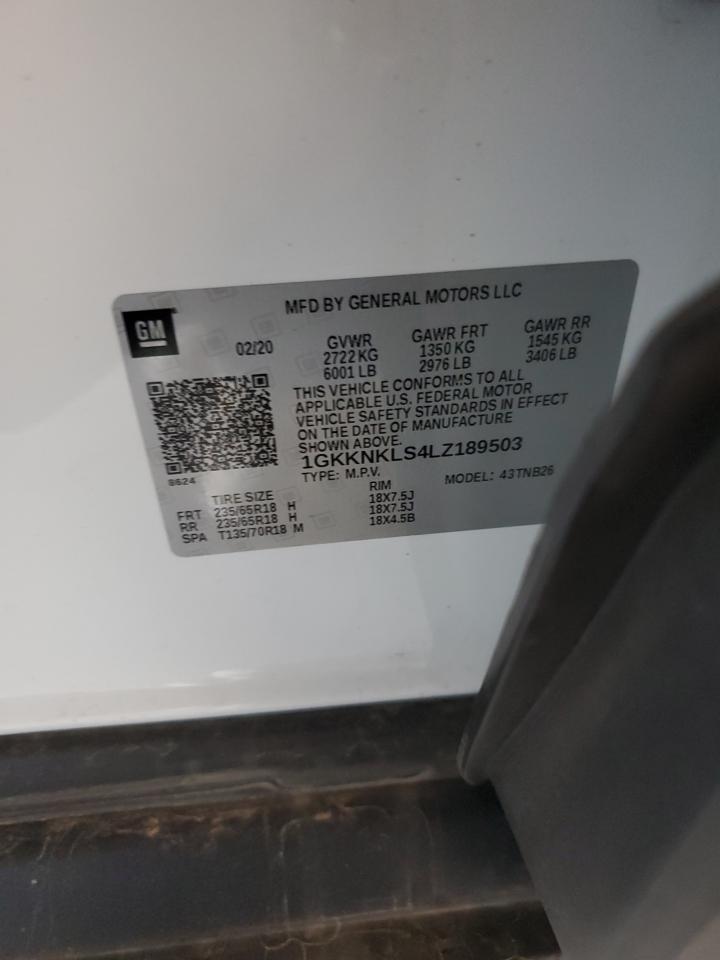 MFD BY GENERAL MOTORS LLC
GM
02/20
GVWR
2722 KG
6001 LB
GAWR FRT
1350 KG
2976 LB
GAWR RR
1545 KG
3406 LB
THIS VEHICLE CONFORMS TO ALL
APPLICABLE U.S. FEDERAL MOTOR
VEHICLE SAFETY STANDARDS IN EFFECT
ON THE DATE OF MANUFACTURE
SHOWN ABOVE.
1GKKNKLS4LZ189503
TYPE: M.P.V. MODEL: 43TNB26
8624
TIRE SIZE RIM
FRT 235/65R18 H 18X7.5J
RR 235/65R18 H 18X7.5J
SPA T135/70R18 M 18X4.5B